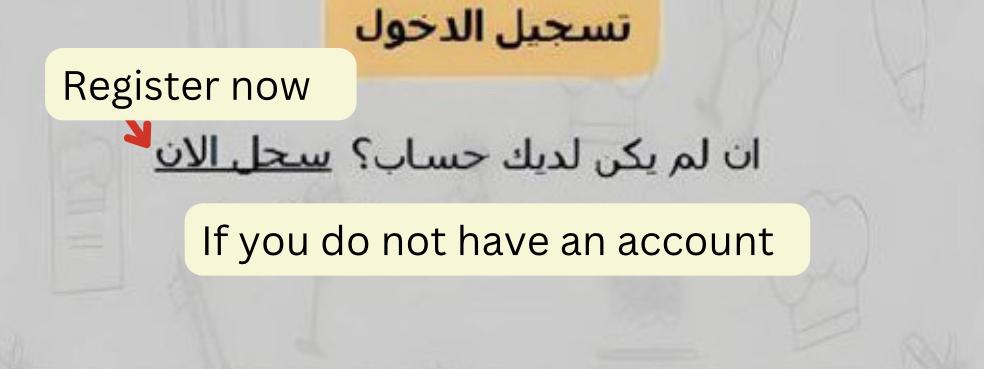 تسجيل الدخول
Register now
ان لم يكن لديك حساب؟ سجل الان
If you do not have an account